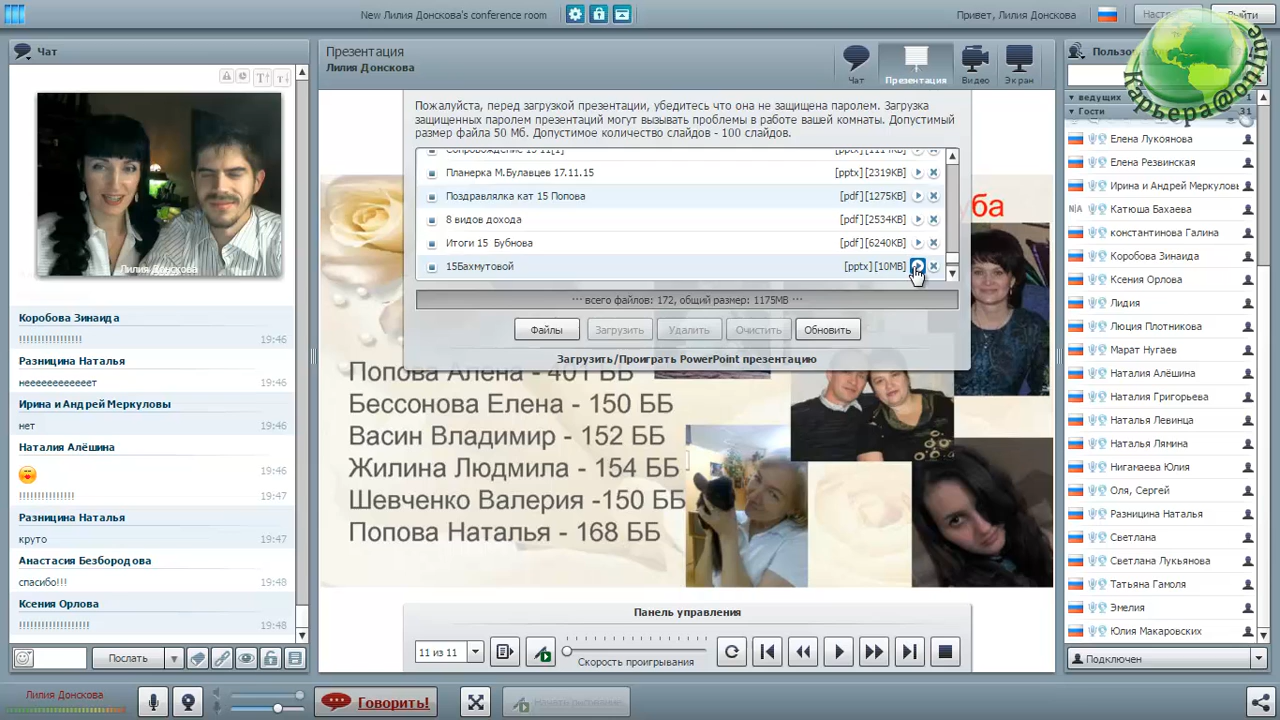 New Лилия Донскова's conference room
Привет, Лилия Донскова
Выйти
Чат
Презентация
Лилия Донскова
Чат
Презентация
Видео
Экран
Карьера@online
Пожалуйста, перед загрузкой презентации, убедитесь что она не защищена паролем. Загрузка
защищенных паролем презентаций могут вызывать проблемы в работе вашей комнаты. Допустимый
размер файла 50 Мб. Допустимое количество слайдов - 100 слайдов.
Планерка М.Булавцев 17.11.15 [pptx][2319KB]
Поздравлялка кат 15 Попова [pdf][1275KB]
8 видов дохода [pdf][2534KB]
Итоги 15 Бубнова [pdf][6240KB]
15Бахмутовой [pptx][10MB]
··· всего файлов: 172, общий размер: 1175MB ···
Файлы
Загрузить
Удалить
Очистить
Обновить
Загрузить/Проиграть PowerPoint презентацию
Попова Алена - 401 ББ
Бессонова Елена - 150 ББ
Васин Владимир - 152 ББ
Жилина Людмила - 154 ББ
Шевченко Валерия -150 ББ
Попова Наталья - 168 ББ
Панель управления
11 из 11
Скорость проигрывания
Лилия Донскова
Коробова Зинаида
!!!!!!!!!!!!!!!!! 19:46
Разницина Наталья
нееееееееееет 19:46
Ирина и Андрей Меркуловы
нет 19:46
Наталия Алёшина
19:46
!!!!!!!!!!!!!!! 19:47
Разницина Наталья
круто 19:47
Анастасия Безбородова
спасибо!!! 19:48
Ксения Орлова
!!!!!!!!!!!!!!!!!!! 19:48
Послать
ведущих 1
Гости 31
Елена Лукоянова
Елена Резвинская
Ирина и Андрей Меркуловы
N/A Катюша Бахаева
константинова Галина
Коробова Зинаида
Ксения Орлова
Лидия
Люция Плотникова
Марат Нугаев
Наталия Алёшина
Наталия Григорьева
Наталья Левинца
Наталья Лямина
Нигамаева Юлия
Оля, Сергей
Разницина Наталья
Светлана
Светлана Лукьянова
Татьяна Гамоля
Эмелия
Юлия Макаровских
Подключен
Лилия Донскова
Говорить!